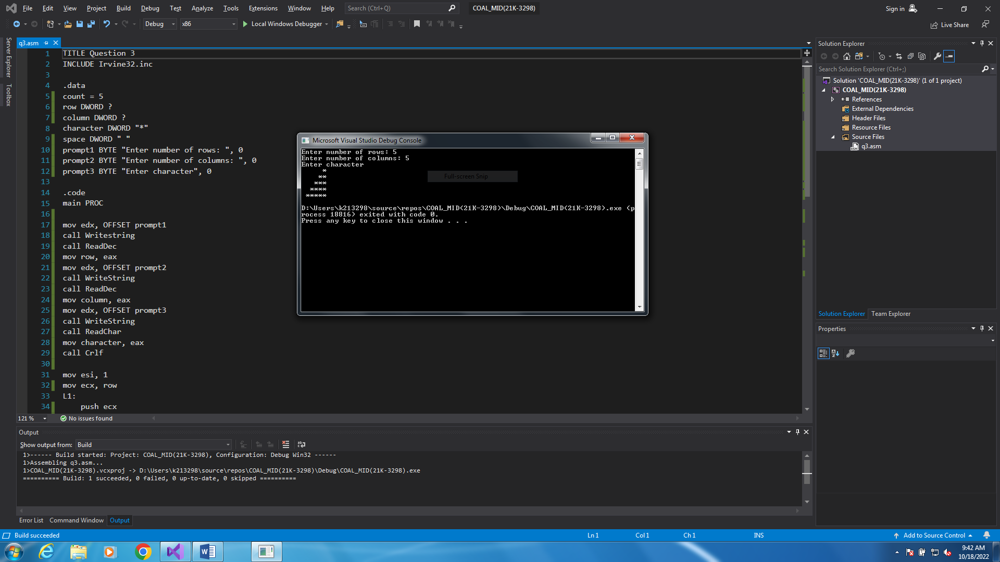 File Edit View Project Build Debug Test Analyze Tools Extensions Window Help Search (Ctrl+Q) COAL_MID(21K-3298) Sign in
Debug x86 Local Windows Debugger Live Share
Server Explorer
Toolbox
q3.asm
1 TITLE Question 3
2 INCLUDE Irvine32.inc
3
4 .data
5 count = 5
6 row DWORD ?
7 column DWORD ?
8 character DWORD "*"
9 space DWORD " "
10 prompt1 BYTE "Enter number of rows: ", 0
11 prompt2 BYTE "Enter number of columns: ", 0
12 prompt3 BYTE "Enter character", 0
13
14 .code
15 main PROC
16
17 mov edx, OFFSET prompt1
18 call Writestring
19 call ReadDec
20 mov row, eax
21 mov edx, OFFSET prompt2
22 call WriteString
23 call ReadDec
24 mov column, eax
25 mov edx, OFFSET prompt3
26 call WriteString
27 call ReadChar
28 mov character, eax
29 call Crlf
30
31 mov esi, 1
32 mov ecx, row
33 L1:
34 push ecx
121 % No issues found
Microsoft Visual Studio Debug Console
Enter number of rows: 5
Enter number of columns: 5
Enter character
*
**
***
****
*****
D:\Users\k213298\source\repos\COAL_MID(21K-3298)\Debug\COAL_MID(21K-3298).exe (p
rocess 18816) exited with code 0.
Press any key to close this window . . .
Full-screen Snip
Solution Explorer
Search Solution Explorer (Ctrl+;)
Solution 'COAL_MID(21K-3298)' (1 of 1 project)
COAL_MID(21K-3298)
References
External Dependencies
Header Files
Resource Files
Source Files
q3.asm
Solution Explorer Team Explorer
Properties
Output
Show output from: Build
1>------ Build started: Project: COAL_MID(21K-3298), Configuration: Debug Win32 ------
1>Assembling q3.asm...
1>COAL_MID(21K-3298).vcxproj -> D:\Users\k213298\source\repos\COAL_MID(21K-3298)\Debug\COAL_MID(21K-3298).exe
========== Build: 1 succeeded, 0 failed, 0 up-to-date, 0 skipped ==========
Error List Command Window Output
Build succeeded Ln 1 Col 1 Ch 1 INS Add to Source Control
9:42 AM
10/18/2022